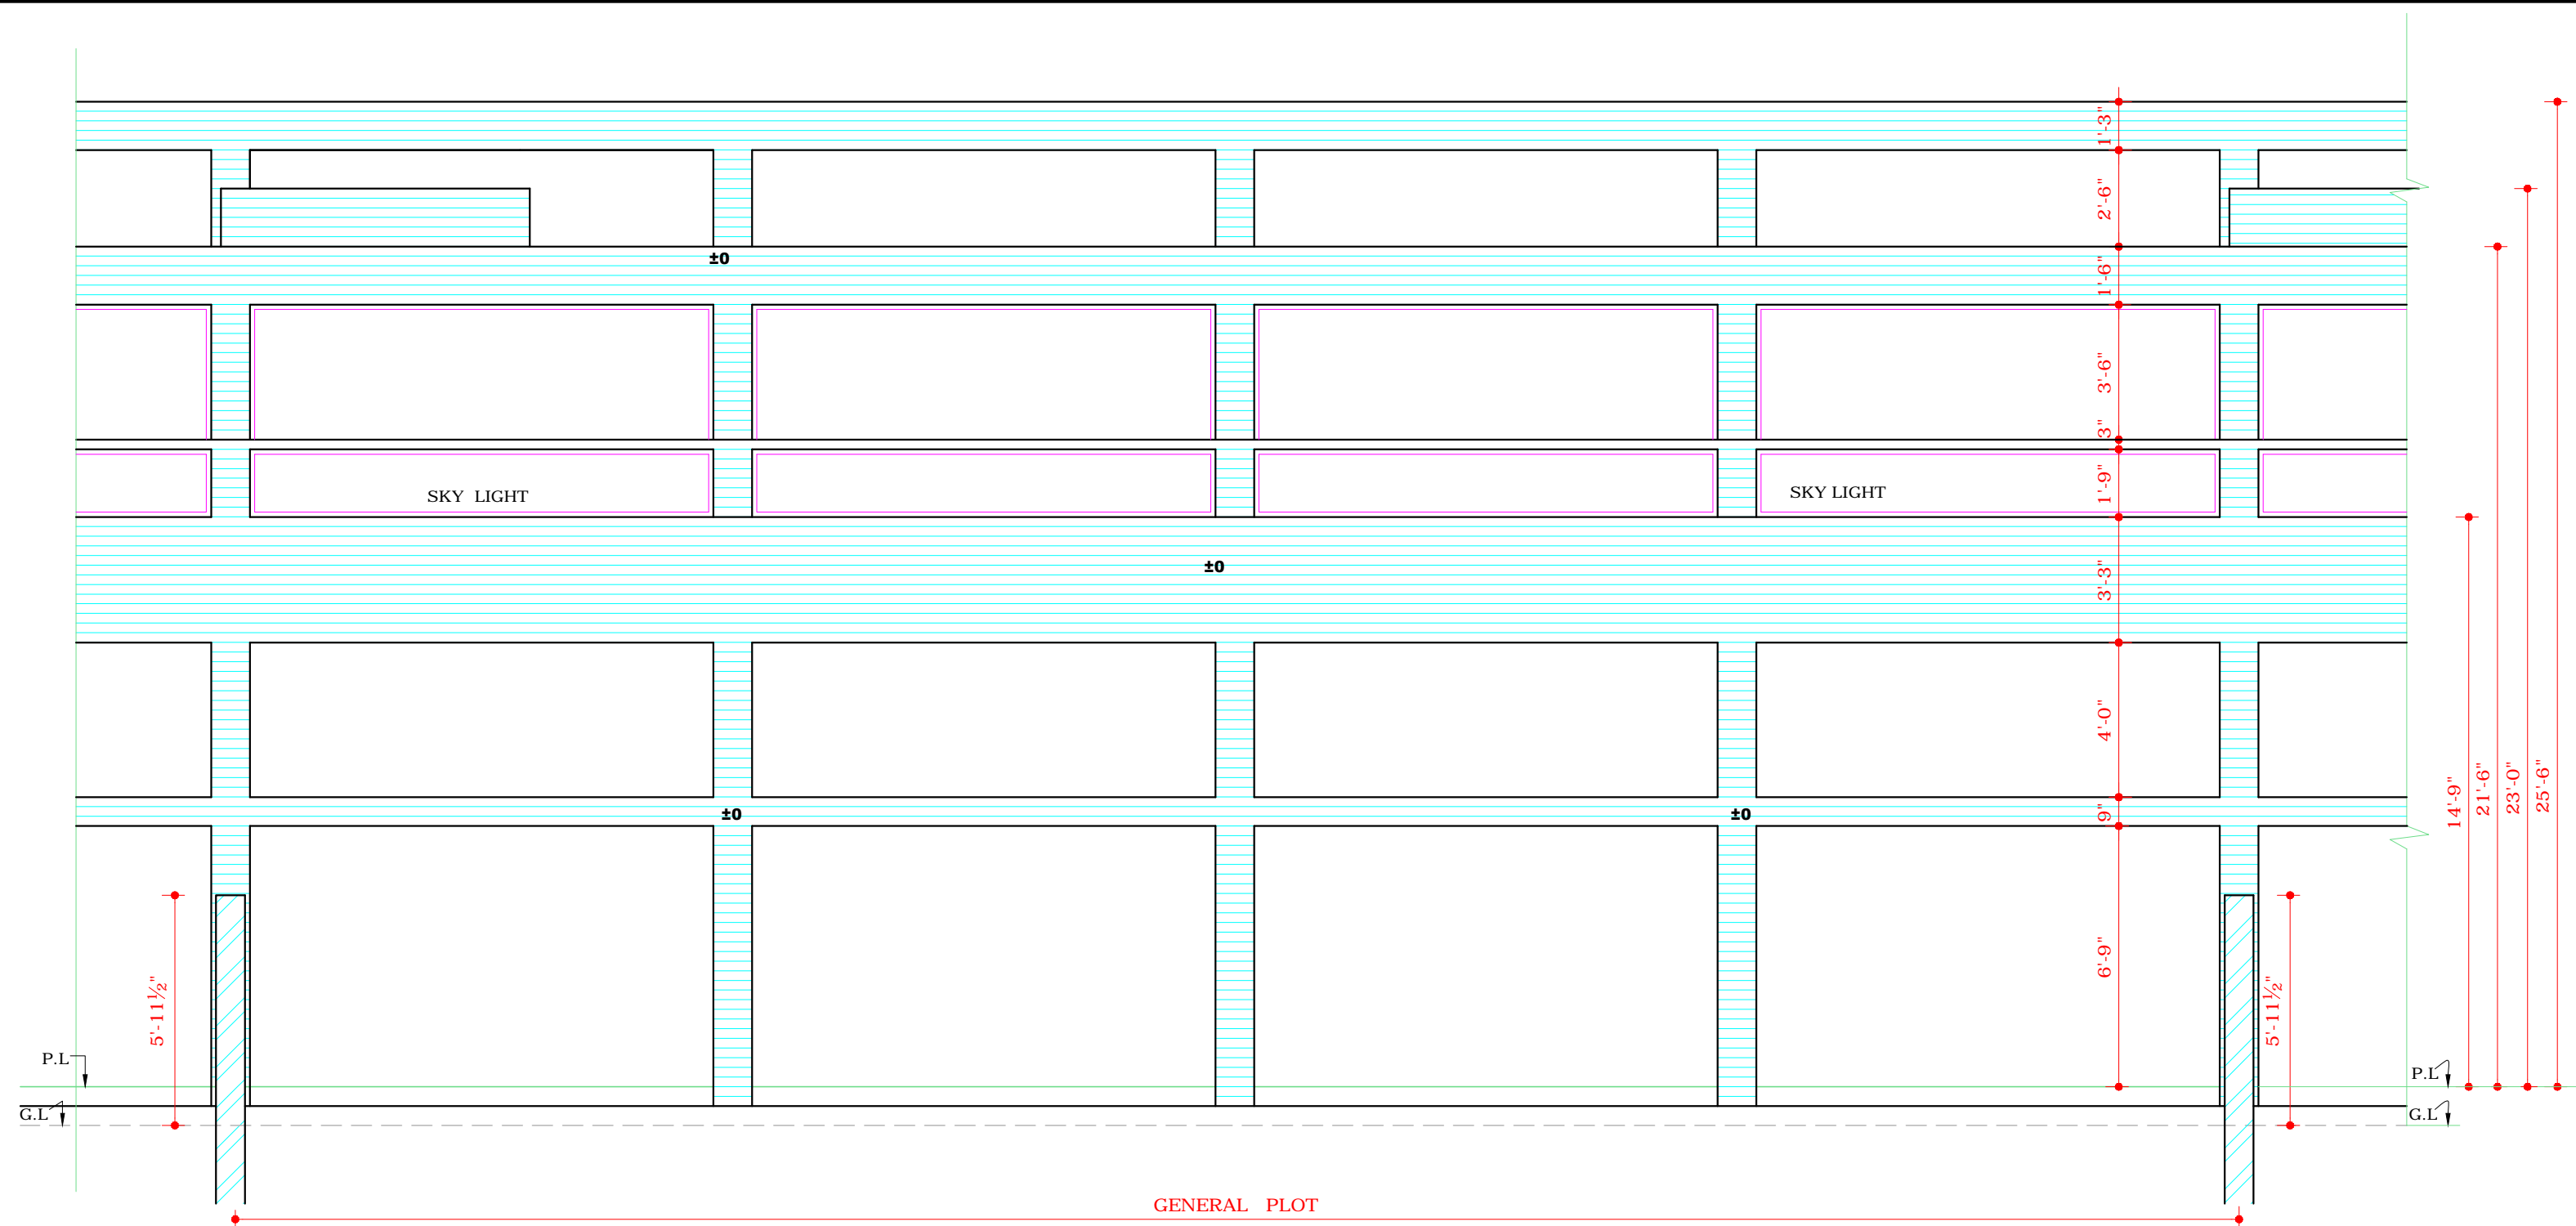 1'-3"
2'-6"
±0
1'-6"
3'-6"
3"
SKY LIGHT
SKY LIGHT
1'-9"
±0
3'-3"
4'-0"
14'-9"
21'-6"
23'-0"
25'-6"
±0
±0
9"
6'-9"
5'-11½"
5'-11½"
P.L
P.L
G.L
G.L
GENERAL PLOT